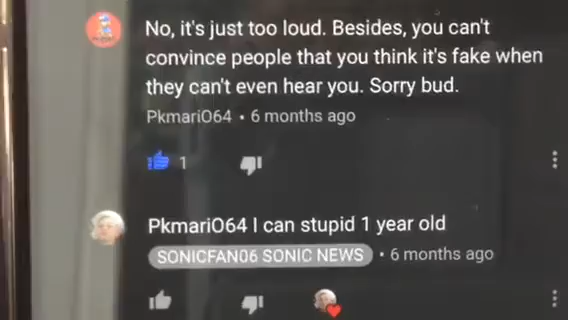 No, it's just too loud. Besides, you can't
convince people that you think it's fake when
they can't even hear you. Sorry bud.
PkmariO64 • 6 months ago
1
PkmariO64 I can stupid 1 year old
SONICFAN06 SONIC NEWS • 6 months ago